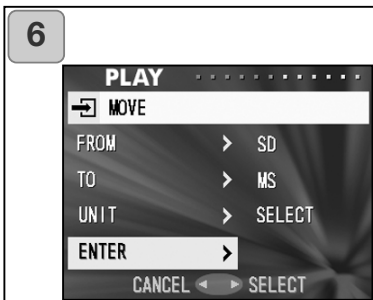 6
PLAY
MOVE
FROM > SD
TO > MS
UNIT > SELECT
ENTER >
CANCEL ◄ ► SELECT